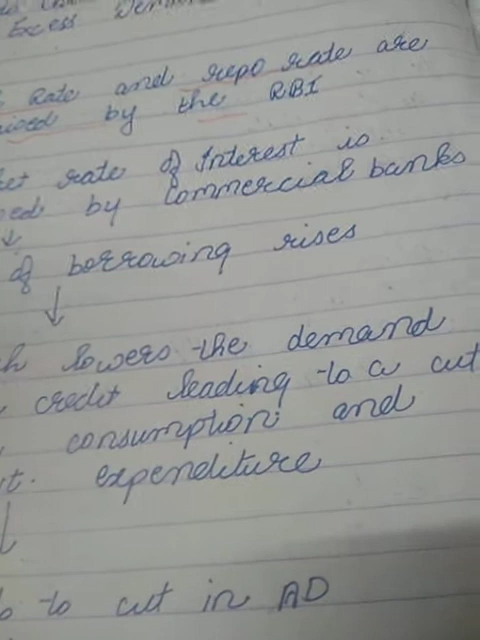 Excess Deman
Rate and repo rate are
by the RBI
rate of Interest is
by Commercial banks
of borrowing rises
lowers the demand
credit leading to a cut
consumption and
expenditure
to cut in AD